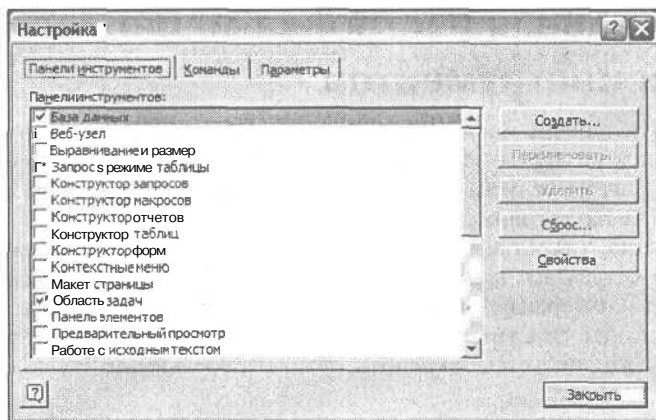 Настройка
Панели инструментов Команды Параметры
Панели инструментов:
База данных
Веб-узел
Выравнивание и размер
Запрос s режиме таблицы
Конструктор запросов
Конструктор макросов
Конструктор отчетов
Конструктор таблиц
Конструктор форм
Контекстные меню
Макет страницы
Область задач
Панель элементов
Предварительный просмотр
Работе с исходным текстом
Создать...
Переименовать...
Удалить
Сброс...
Свойства
Закрыть